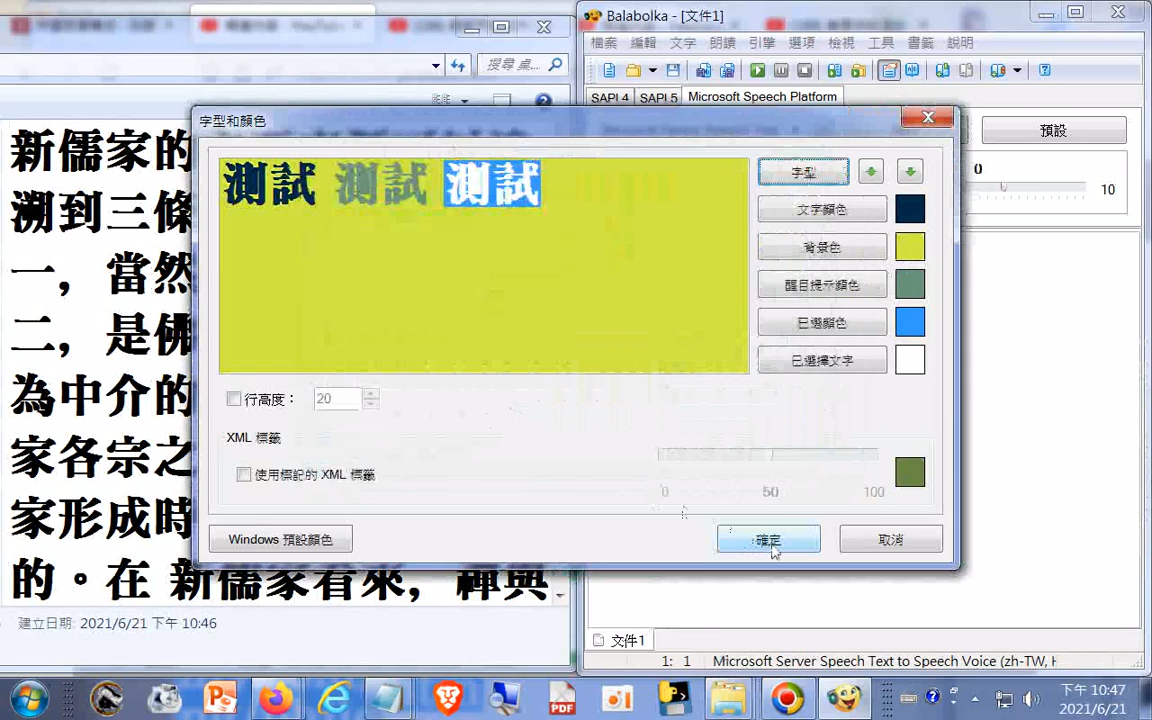 Balabolka - [文件1]
搜尋 桌...
檔案 編輯 文字 朗讀 引擎 選項 檢視 工具 書籤 說明
SAPI 4 SAPI 5 Microsoft Speech Platform
預設
0
10
字型和顏色
測試 測試 測試
字型
文字顏色
背景色
醒目提示顏色
已選顏色
已選擇文字
行高度： 20
XML 標籤
使用標記的 XML 標籤
0 50 100
Windows 預設顏色
確定
取消
新儒家的
溯到三條
一，當然
二，是佛
為中介的
家各宗之
家形成時
的。在 新儒家看來，禪與
建立日期: 2021/6/21 下午 10:46
文件1
1: 1 Microsoft Server Speech Text to Speech Voice (zh-TW, H
下午 10:47
2021/6/21